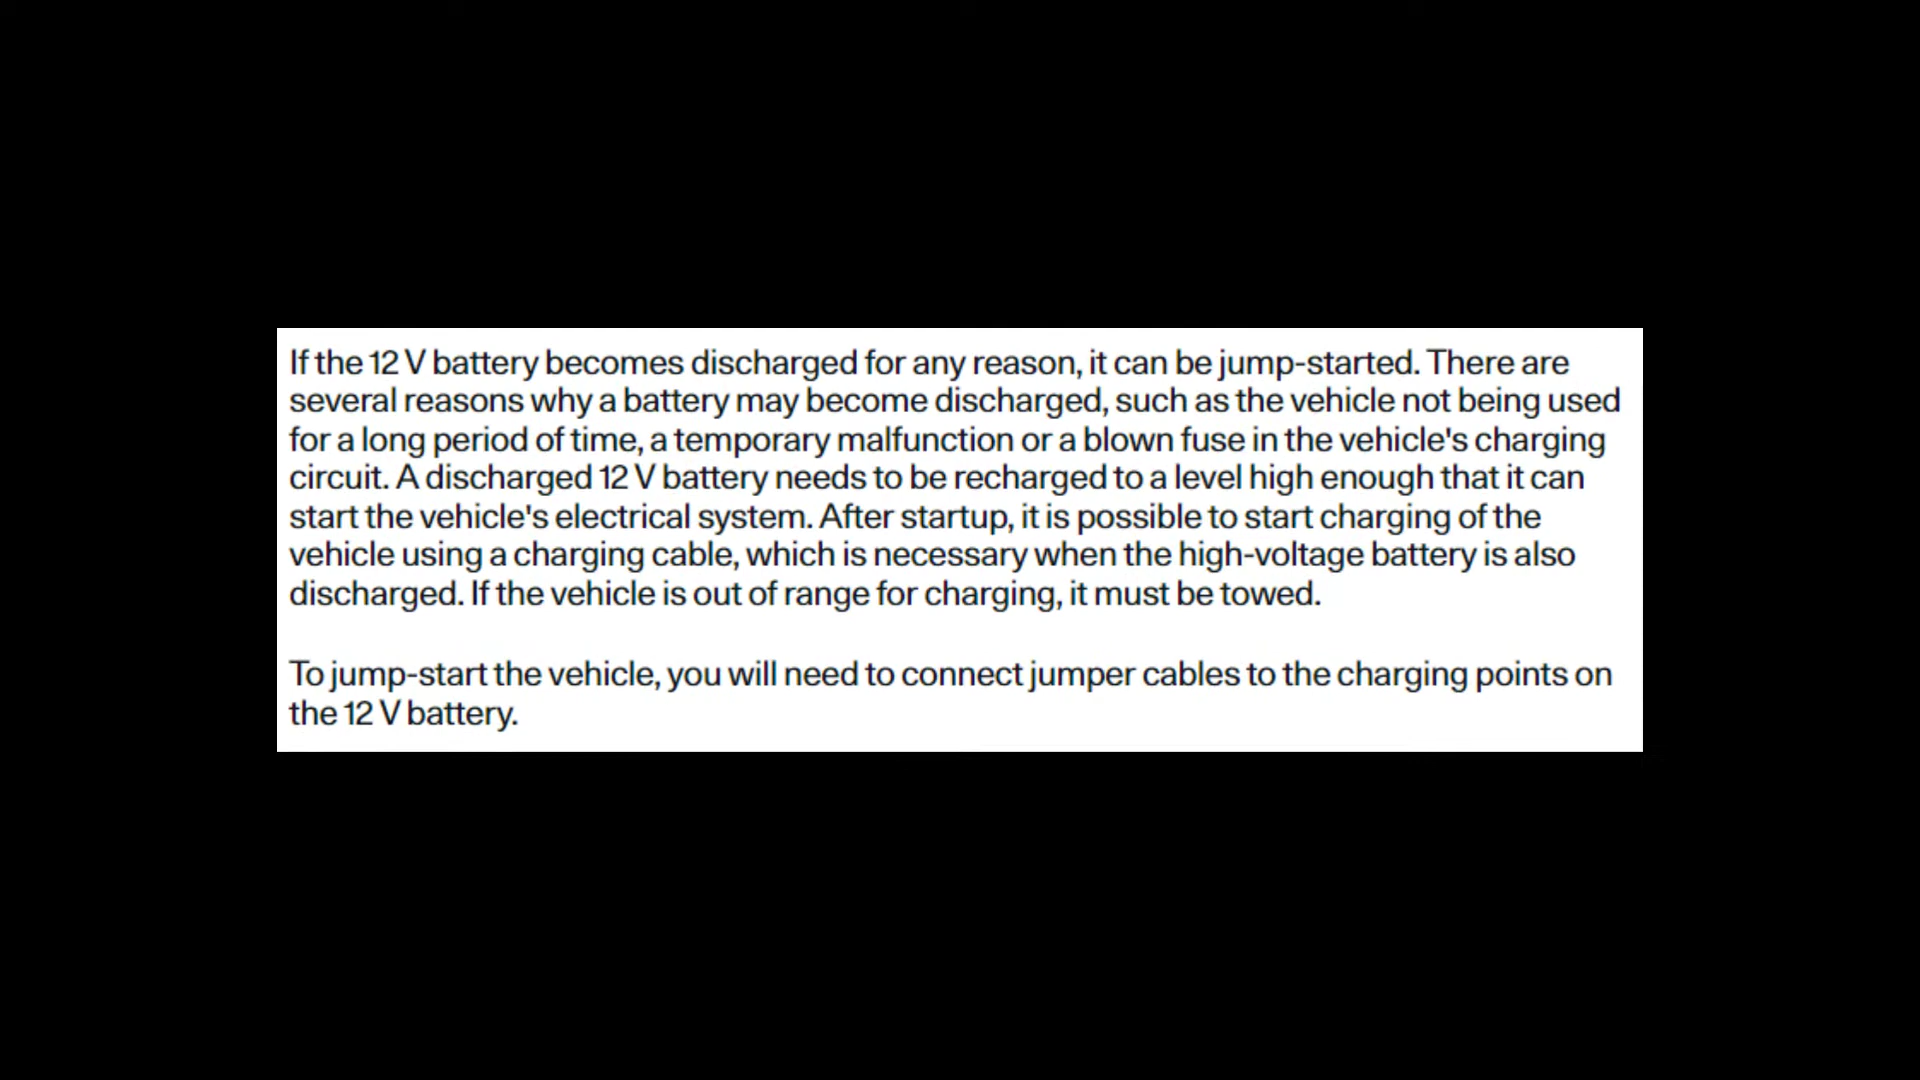 If the 12 V battery becomes discharged for any reason, it can be jump-started. There are
several reasons why a battery may become discharged, such as the vehicle not being used
for a long period of time, a temporary malfunction or a blown fuse in the vehicle's charging
circuit. A discharged 12 V battery needs to be recharged to a level high enough that it can
start the vehicle's electrical system. After startup, it is possible to start charging of the
vehicle using a charging cable, which is necessary when the high-voltage battery is also
discharged. If the vehicle is out of range for charging, it must be towed.
To jump-start the vehicle, you will need to connect jumper cables to the charging points on
the 12 V battery.